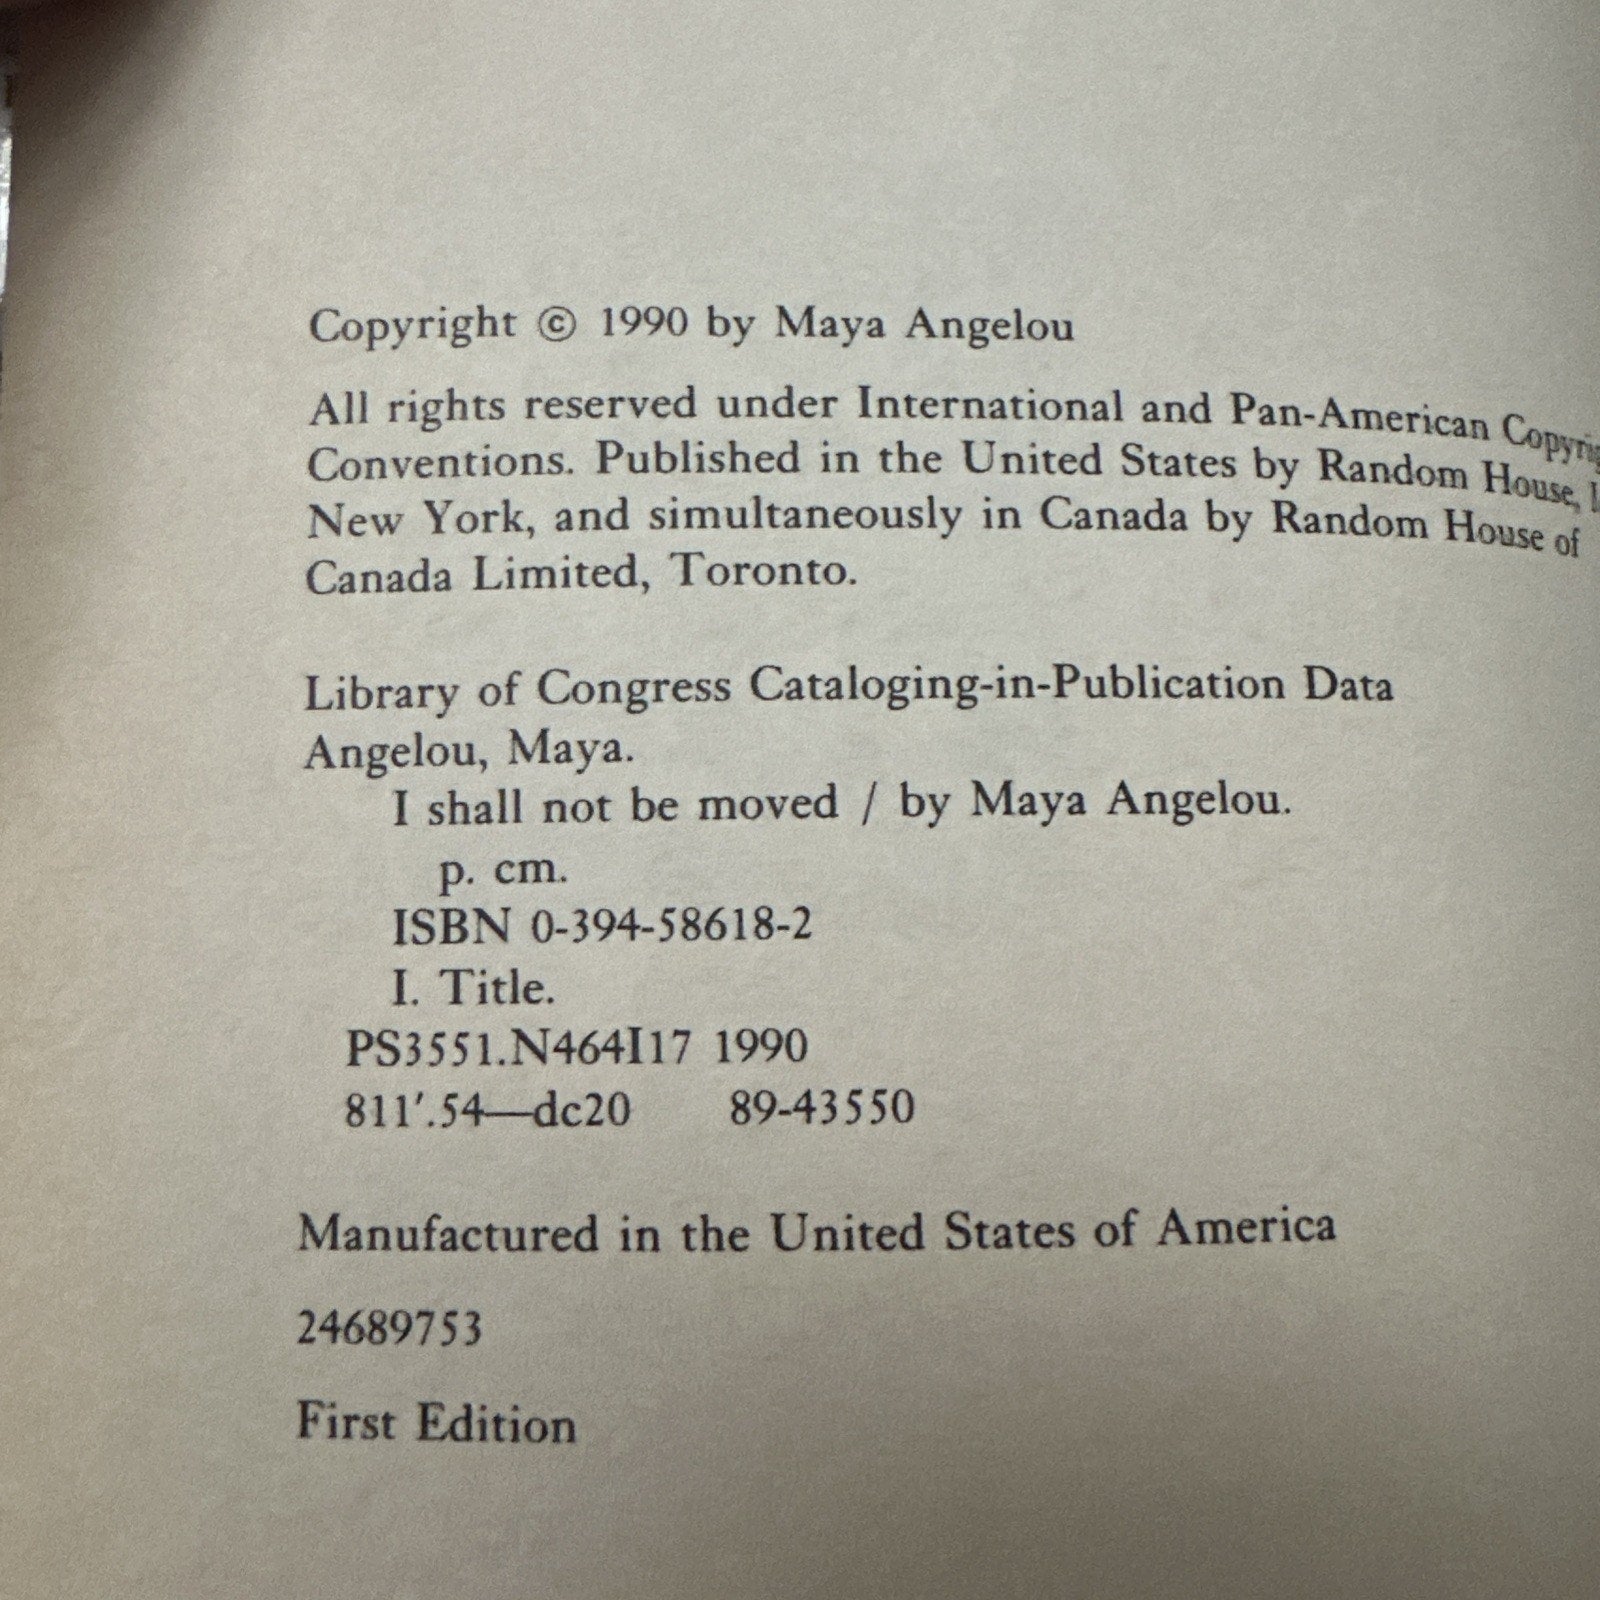 Copyright © 1990 by Maya Angelou
All rights reserved under International and Pan-American
Conventions. Published in the United States by Random House,
New York, and simultaneously in Canada by Random House of
Canada Limited, Toronto.
Library of Congress Cataloging-in-Publication Data
Angelou, Maya.
I shall not be moved / by Maya Angelou.
p. cm.
ISBN 0-394-58618-2
I. Title.
PS3551.N464I17 1990
811′.54—dc20 89-43550
Manufactured in the United States of America
24689753
First Edition